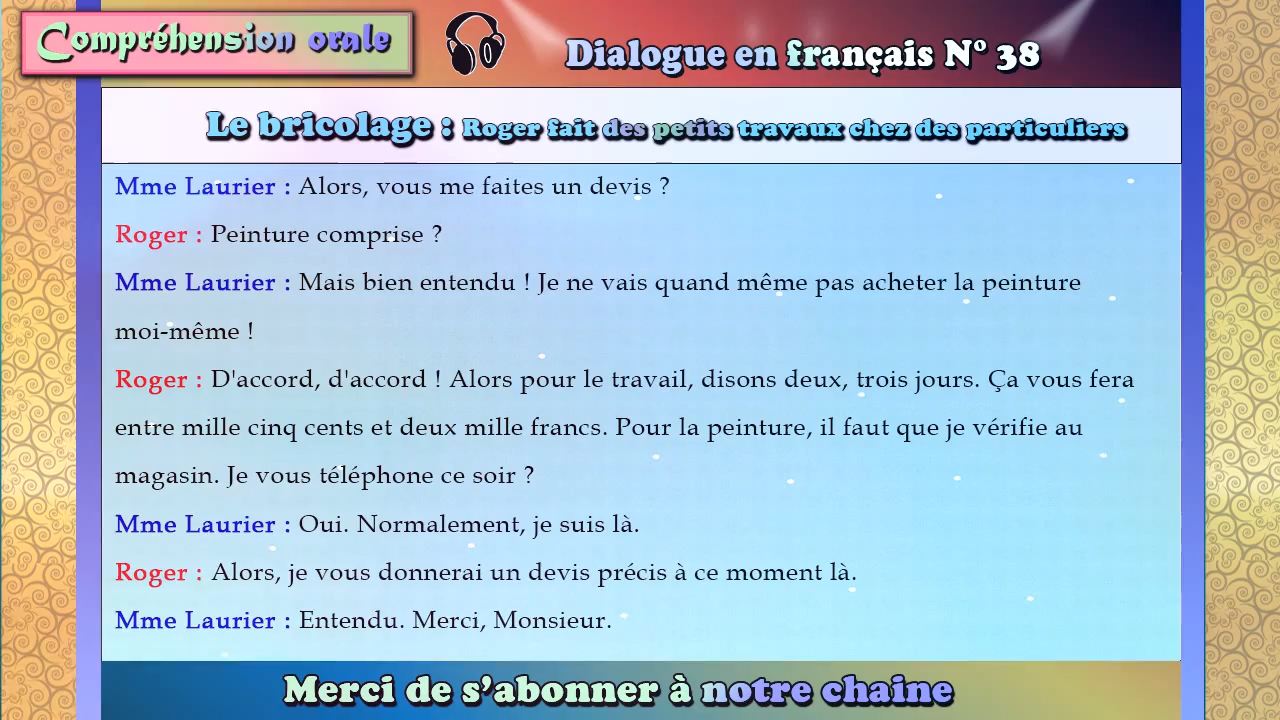 Compréhension orale
Dialogue en français N° 38
Le bricolage : Roger fait des petits travaux chez des particuliers
Mme Laurier : Alors, vous me faites un devis ?
Roger : Peinture comprise ?
Mme Laurier : Mais bien entendu ! Je ne vais quand même pas acheter la peinture
moi-même !
Roger : D'accord, d'accord ! Alors pour le travail, disons deux, trois jours. Ça vous fera
entre mille cinq cents et deux mille francs. Pour la peinture, il faut que je vérifie au
magasin. Je vous téléphone ce soir ?
Mme Laurier : Oui. Normalement, je suis là.
Roger : Alors, je vous donnerai un devis précis à ce moment là.
Mme Laurier : Entendu. Merci, Monsieur.
Merci de s’abonner à notre chaine